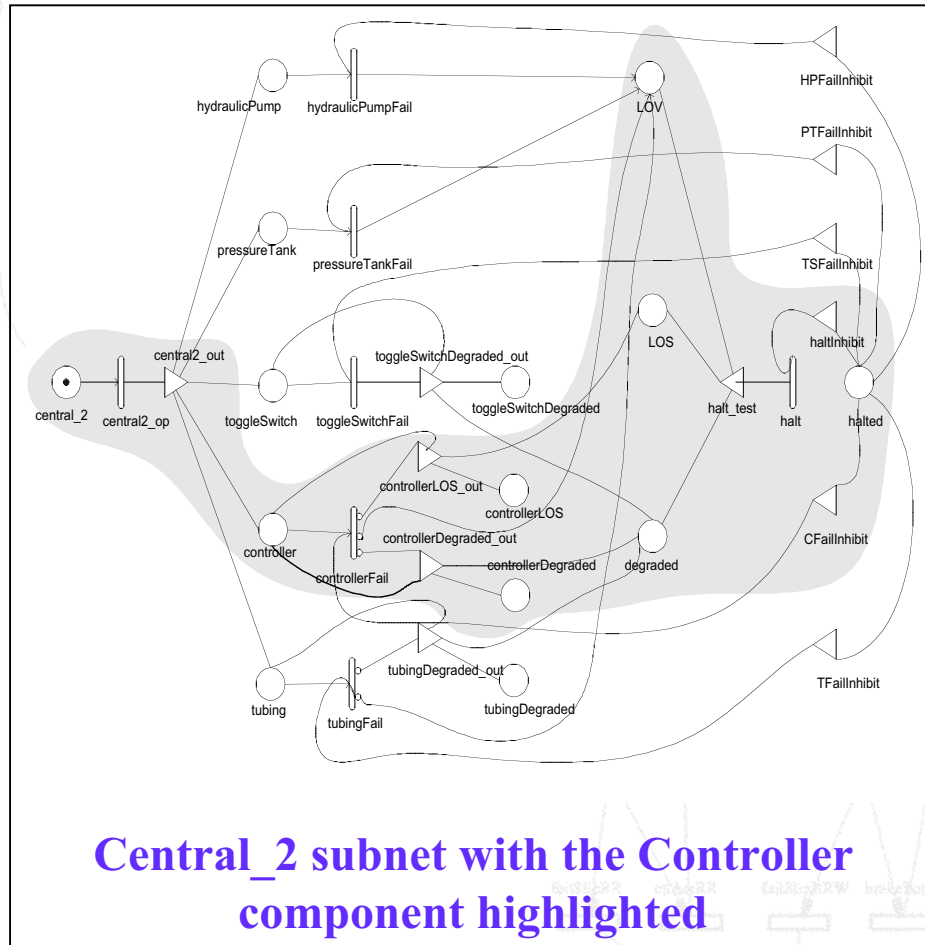 HPFailInhibit
hydraulicPump
hydraulicPumpFail
LOV
PTFailInhibit
pressureTank
pressureTankFail
TSFailInhibit
central2_out
toggleSwitchDegraded_out
LOS
haltInhibit
central_2
central2_op
toggleSwitch
toggleSwitchFail
toggleSwitchDegraded
halt_test
halt
halted
controllerLOS_out
controllerLOS
controller
controllerDegraded_out
CFailInhibit
controllerFail
controllerDegraded
degraded
tubingDegraded_out
TFailInhibit
tubing
tubingFail
tubingDegraded
Central_2 subnet with the Controller
component highlighted